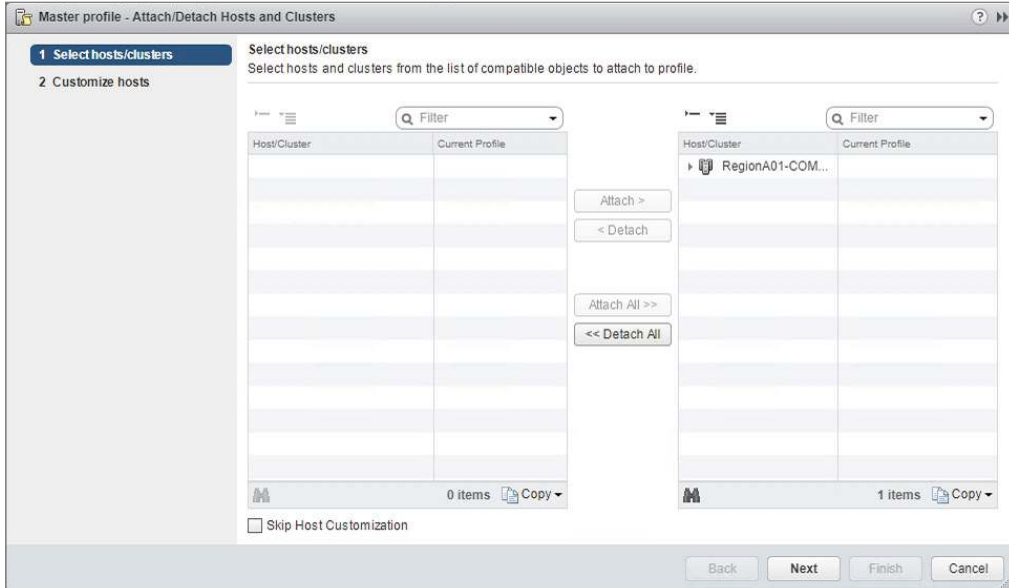 Master profile - Attach/Detach Hosts and Clusters ?
1 Select hosts/clusters
2 Customize hosts
Select hosts/clusters
Select hosts and clusters from the list of compatible objects to attach to profile.
Filter
Host/Cluster Current Profile
0 items Copy
Attach >
< Detach
Attach All >>
<< Detach All
Filter
Host/Cluster Current Profile
RegionA01-COM...
1 items Copy
Skip Host Customization
Back Next Finish Cancel